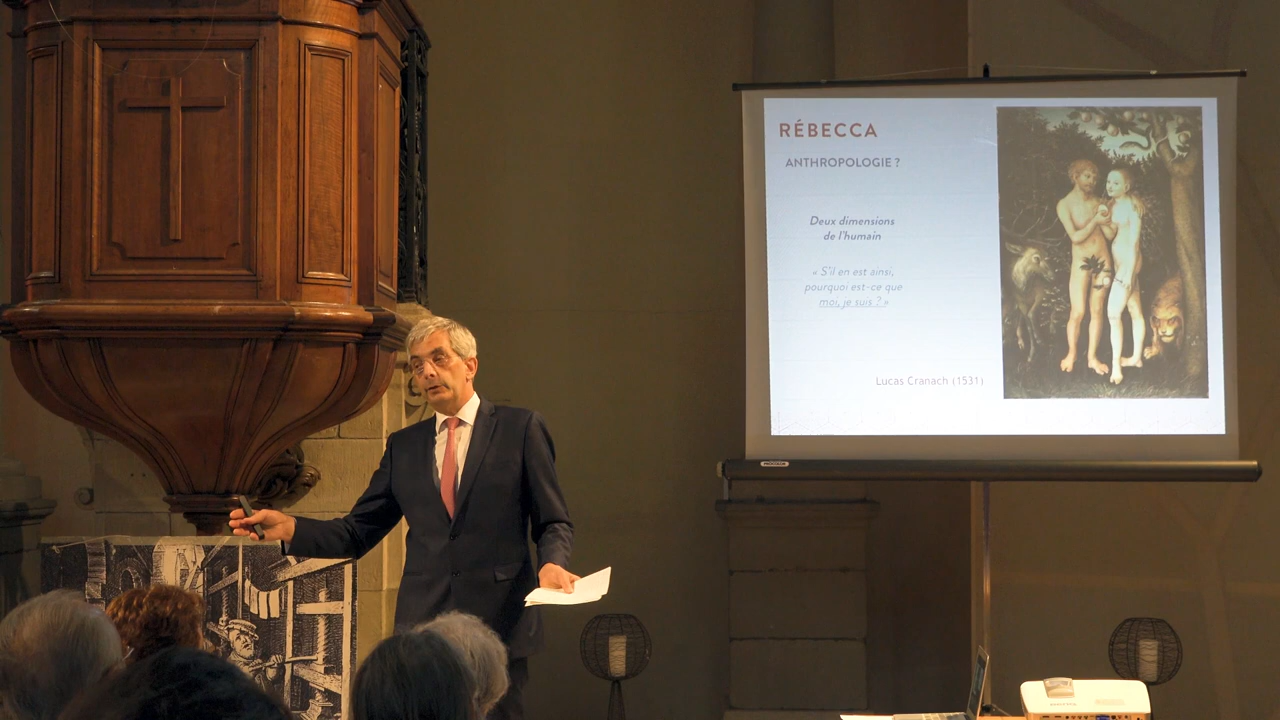 RÉBECCA
ANTHROPOLOGIE ?
Deux dimensions
de l'humain
« S'il en est ainsi,
pourquoi est-ce que
moi, je suis ? »
Lucas Cranach (1531)